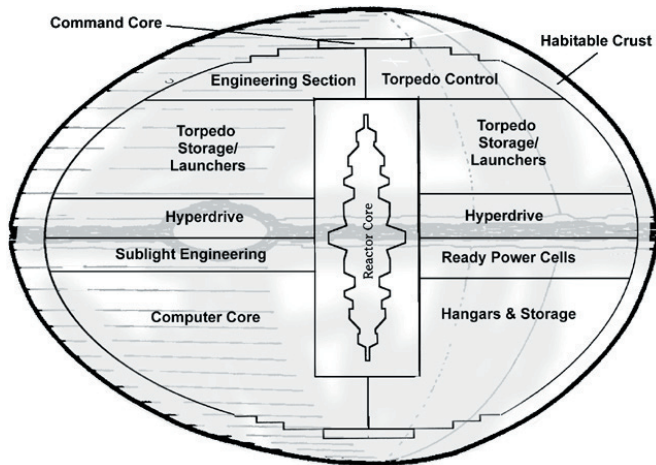 Command Core
Habitable Crust
Engineering Section
Torpedo Control
Torpedo
Storage/
Launchers
Torpedo
Storage/
Launchers
Hyperdrive
Hyperdrive
Reactor Core
Sublight Engineering
Ready Power Cells
Computer Core
Hangars & Storage